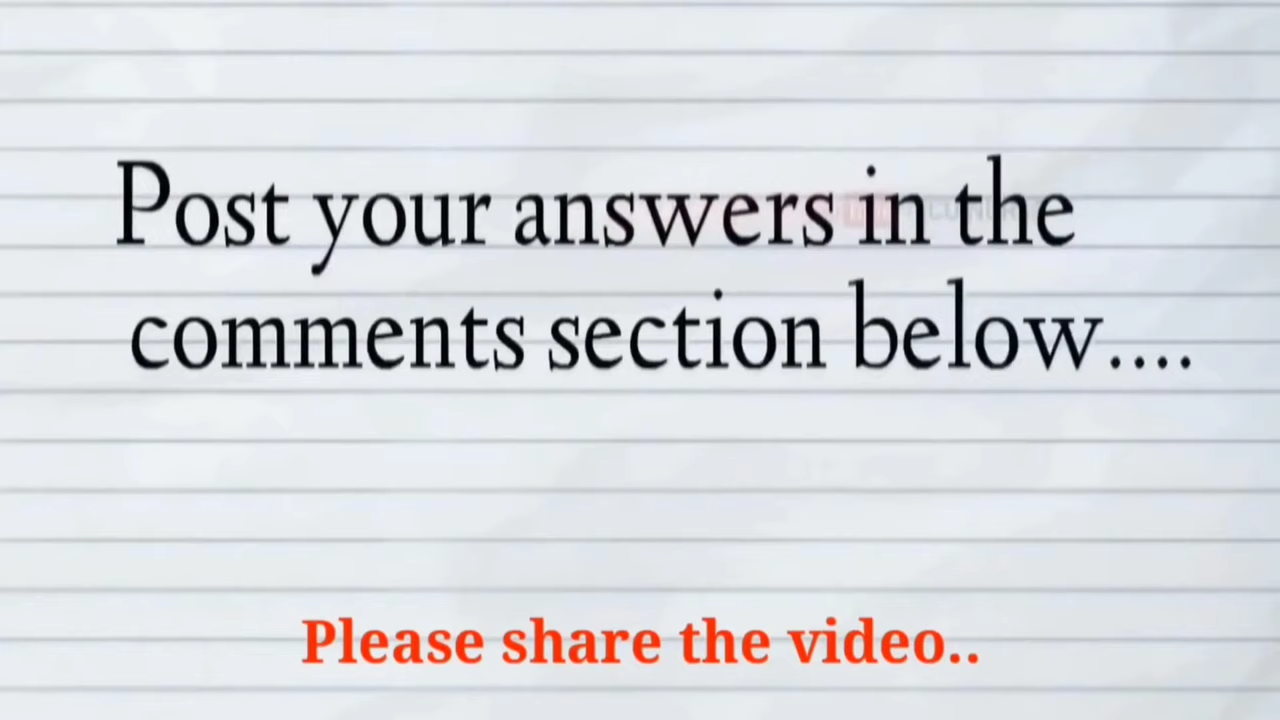 Post your answers in the
comments section below....
Please share the video..